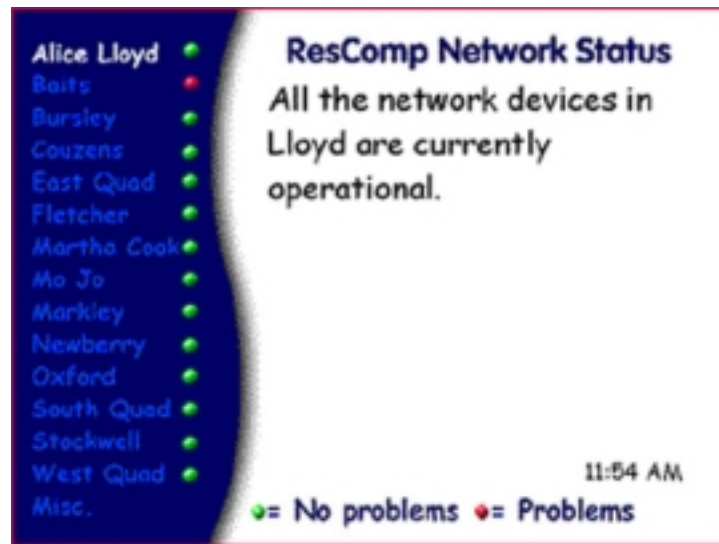 Alice Lloyd
Baits
Bursley
Couzens
East Quad
Fletcher
Martha Cook
Mo Jo
Markley
Newberry
Oxford
South Quad
Stockwell
West Quad
Misc.
ResComp Network Status
All the network devices in
Lloyd are currently
operational.
11:54 AM
= No problems = Problems